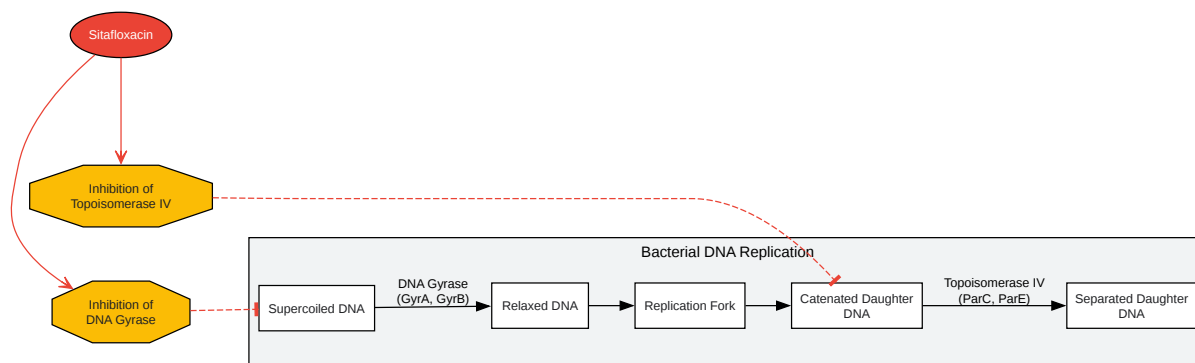 Sitafloxacin
Inhibition of
Topoisomerase IV
Bacterial DNA Replication
Inhibition of
DNA Gyrase
Supercoiled DNA
DNA Gyrase
(GyrA, GyrB)
Relaxed DNA
Replication Fork
Catenated Daughter
DNA
Topoisomerase IV
(ParC, ParE)
Separated Daughter
DNA